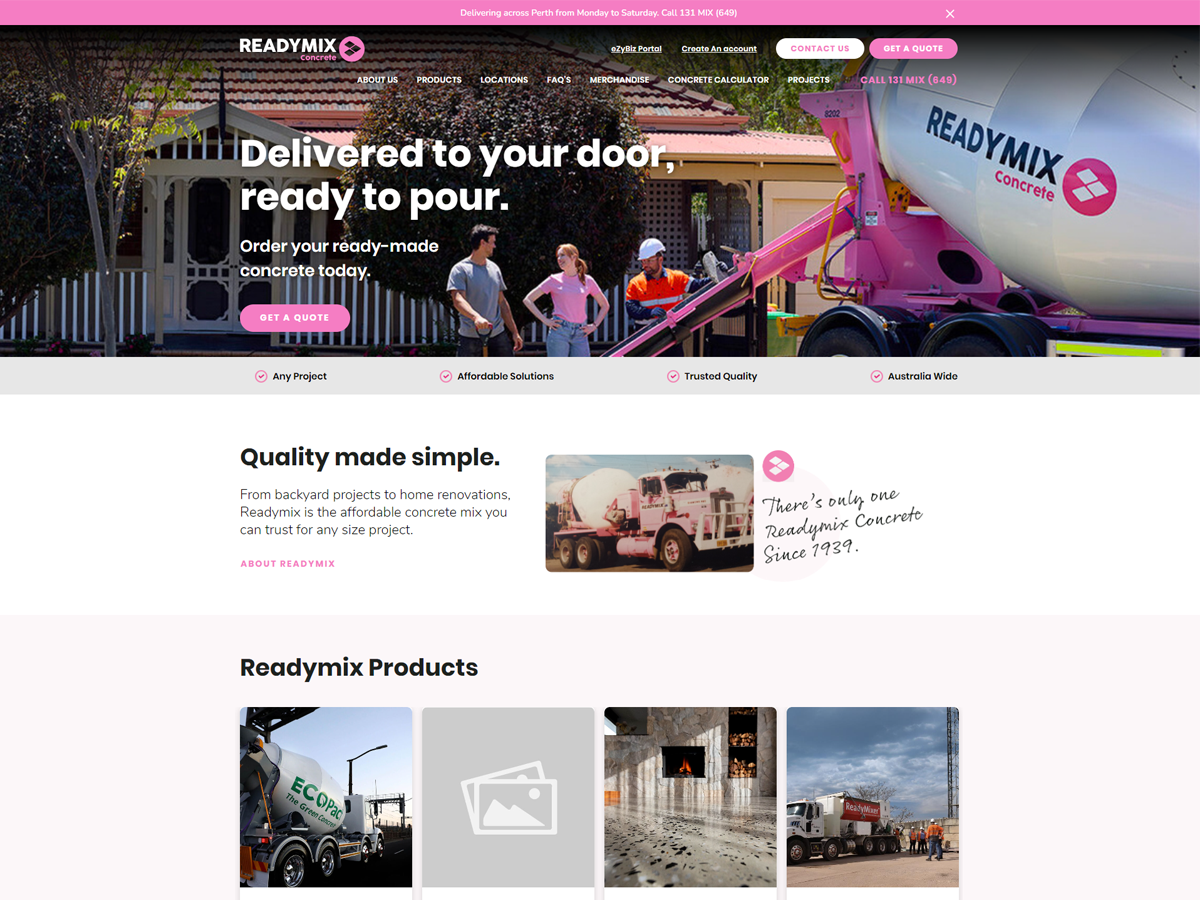 Delivering across Perth from Monday to Saturday. Call 131 MIX (649)
READYMIX
Concrete
eZyBiz Portal
Create An account
CONTACT US
GET A QUOTE
ABOUT US
PRODUCTS
LOCATIONS
FAQ'S
MERCHANDISE
CONCRETE CALCULATOR
PROJECTS
CALL 131 MIX (649)
8202
READYMIX
Concrete
Delivered to your door,
ready to pour.
Order your ready-made
concrete today.
GET A QUOTE
Any Project
Affordable Solutions
Trusted Quality
Australia Wide
Quality made simple.
From backyard projects to home renovations,
Readymix is the affordable concrete mix you
can trust for any size project.
ABOUT READYMIX
READYMIX
There's only one
Readymix Concrete
Since 1939.
Readymix Products
ECOPact
The Green Concrete
ReadyMixer